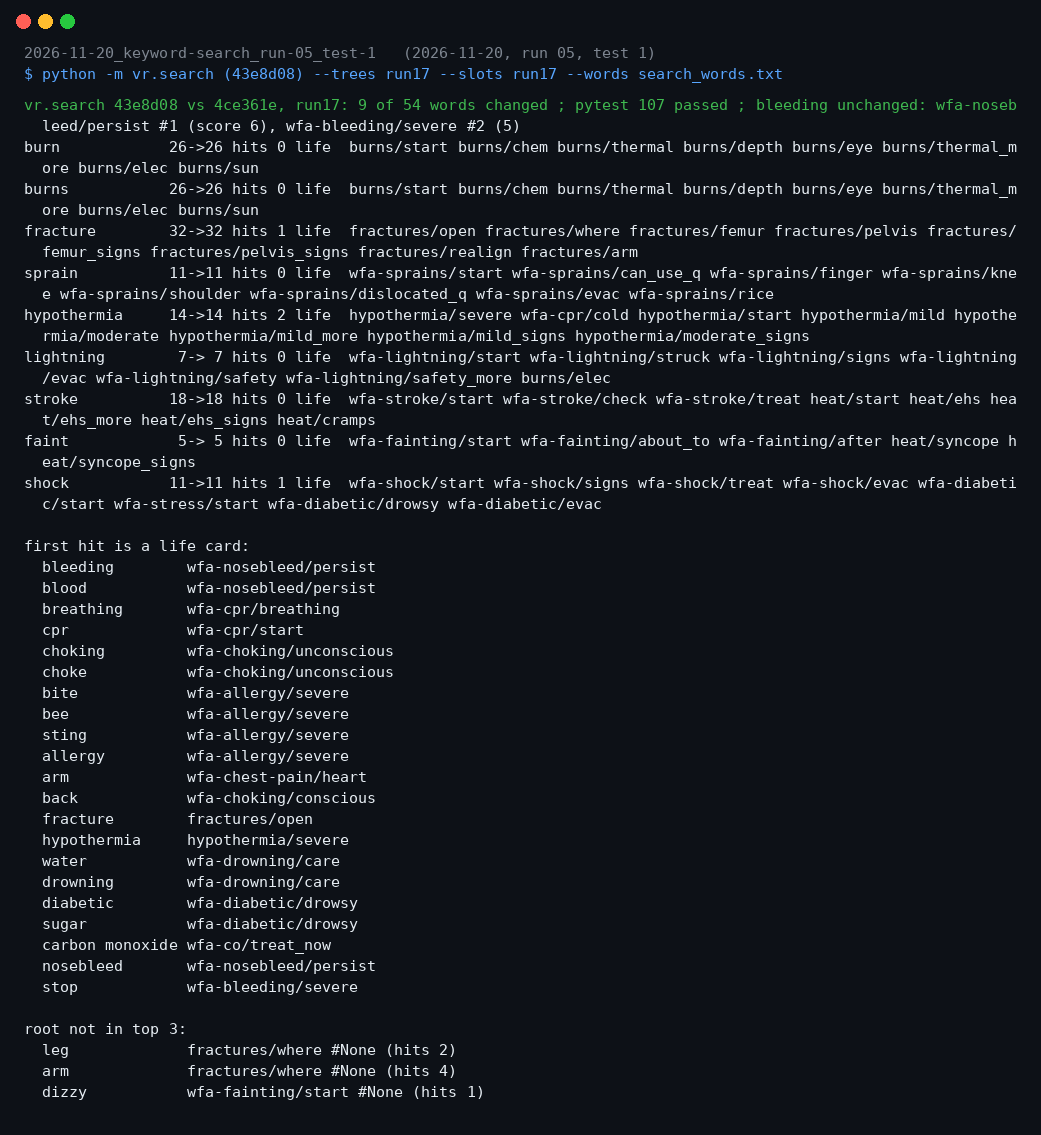 2026-11-20_keyword-search_run-05_test-1   (2026-11-20, run 05, test 1)
$ python -m vr.search (43e8d08) --trees run17 --slots run17 --words search_words.txt
vr.search 43e8d08 vs 4ce361e, run17: 9 of 54 words changed ; pytest 107 passed ; bleeding unchanged: wfa-noseb
  leed/persist #1 (score 6), wfa-bleeding/severe #2 (5)
burn            26->26 hits 0 life  burns/start burns/chem burns/thermal burns/depth burns/eye burns/thermal_m
  ore burns/elec burns/sun
burns           26->26 hits 0 life  burns/start burns/chem burns/thermal burns/depth burns/eye burns/thermal_m
  ore burns/elec burns/sun
fracture        32->32 hits 1 life  fractures/open fractures/where fractures/femur fractures/pelvis fractures/
  femur_signs fractures/pelvis_signs fractures/realign fractures/arm
sprain          11->11 hits 0 life  wfa-sprains/start wfa-sprains/can_use_q wfa-sprains/finger wfa-sprains/kne
  e wfa-sprains/shoulder wfa-sprains/dislocated_q wfa-sprains/evac wfa-sprains/rice
hypothermia     14->14 hits 2 life  hypothermia/severe wfa-cpr/cold hypothermia/start hypothermia/mild hypothe
  rmia/moderate hypothermia/mild_more hypothermia/mild_signs hypothermia/moderate_signs
lightning        7-> 7 hits 0 life  wfa-lightning/start wfa-lightning/struck wfa-lightning/signs wfa-lightning
  /evac wfa-lightning/safety wfa-lightning/safety_more burns/elec
stroke          18->18 hits 0 life  wfa-stroke/start wfa-stroke/check wfa-stroke/treat heat/start heat/ehs hea
  t/ehs_more heat/ehs_signs heat/cramps
faint            5-> 5 hits 0 life  wfa-fainting/start wfa-fainting/about_to wfa-fainting/after heat/syncope h
  eat/syncope_signs
shock           11->11 hits 1 life  wfa-shock/start wfa-shock/signs wfa-shock/treat wfa-shock/evac wfa-diabeti
  c/start wfa-stress/start wfa-diabetic/drowsy wfa-diabetic/evac
first hit is a life card:
  bleeding        wfa-nosebleed/persist
  blood           wfa-nosebleed/persist
  breathing       wfa-cpr/breathing
  cpr             wfa-cpr/start
  choking         wfa-choking/unconscious
  choke           wfa-choking/unconscious
  bite            wfa-allergy/severe
  bee             wfa-allergy/severe
  sting           wfa-allergy/severe
  allergy         wfa-allergy/severe
  arm             wfa-chest-pain/heart
  back            wfa-choking/conscious
  fracture        fractures/open
  hypothermia     hypothermia/severe
  water           wfa-drowning/care
  drowning        wfa-drowning/care
  diabetic        wfa-diabetic/drowsy
  sugar           wfa-diabetic/drowsy
  carbon monoxide wfa-co/treat_now
  nosebleed       wfa-nosebleed/persist
  stop            wfa-bleeding/severe
root not in top 3:
  leg             fractures/where #None (hits 2)
  arm             fractures/where #None (hits 4)
  dizzy           wfa-fainting/start #None (hits 1)